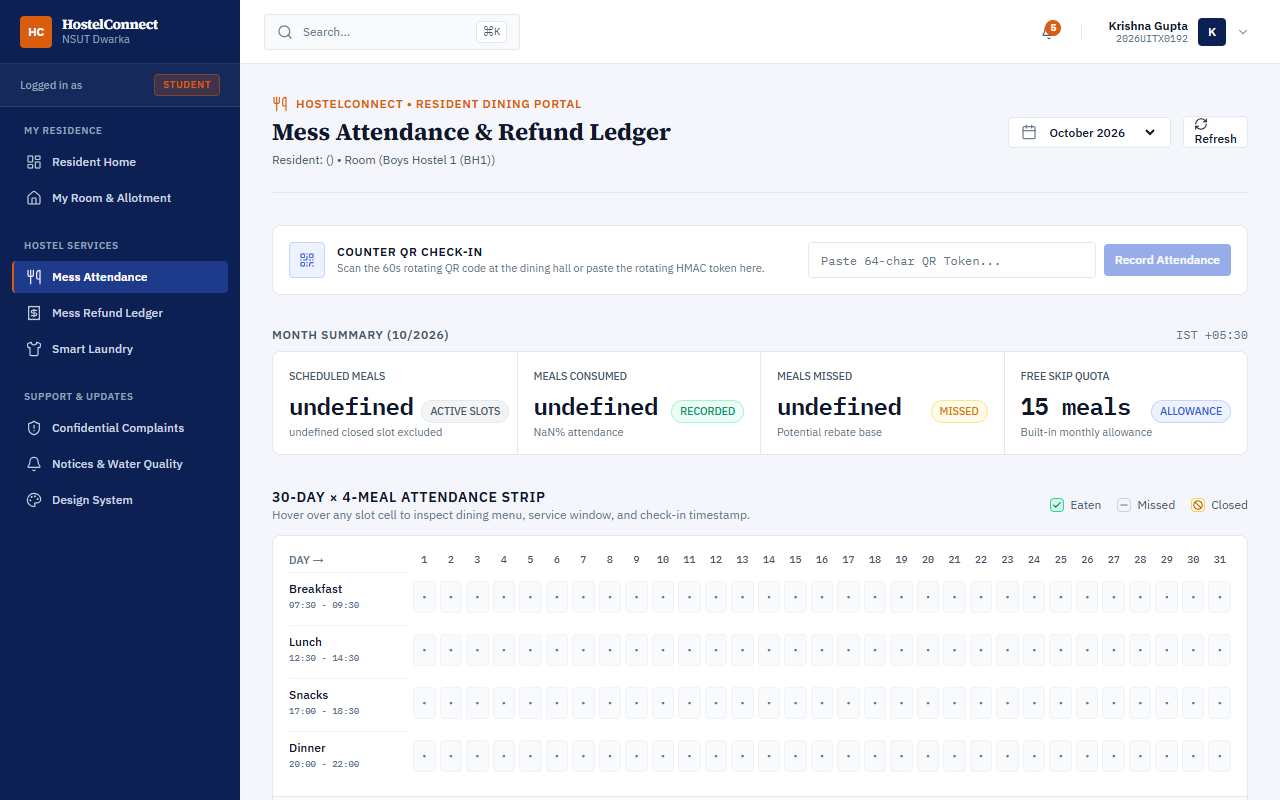 HC
HostelConnect
NSUT Dwarka
Logged in as
STUDENT
MY RESIDENCE
Resident Home
My Room & Allotment
HOSTEL SERVICES
Mess Attendance
Mess Refund Ledger
Smart Laundry
SUPPORT & UPDATES
Confidential Complaints
Notices & Water Quality
Design System
Search...
⌘K
5
Krishna Gupta
2026UITX0192
K
HOSTELCONNECT • RESIDENT DINING PORTAL
Mess Attendance & Refund Ledger
Resident: () • Room (Boys Hostel 1 (BH1))
October 2026
Refresh
COUNTER QR CHECK-IN
Scan the 60s rotating QR code at the dining hall or paste the rotating HMAC token here.
Paste 64-char QR Token...
Record Attendance
MONTH SUMMARY (10/2026)
IST +05:30
SCHEDULED MEALS
undefined
ACTIVE SLOTS
undefined closed slot excluded
MEALS CONSUMED
undefined
RECORDED
NaN% attendance
MEALS MISSED
undefined
MISSED
Potential rebate base
FREE SKIP QUOTA
15 meals
ALLOWANCE
Built-in monthly allowance
30-DAY × 4-MEAL ATTENDANCE STRIP
Hover over any slot cell to inspect dining menu, service window, and check-in timestamp.
Eaten
Missed
Closed
DAY → 1 2 3 4 5 6 7 8 9 10 11 12 13 14 15 16 17 18 19 20 21 22 23 24 25 26 27 28 29 30 31
Breakfast
07:30 - 09:30
Lunch
12:30 - 14:30
Snacks
17:00 - 18:30
Dinner
20:00 - 22:00